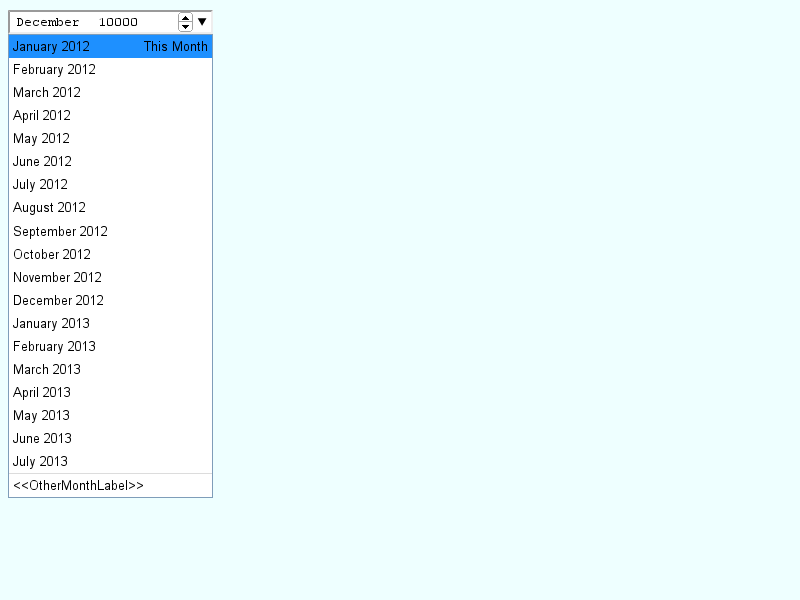 December 10000
January 2012 This Month
February 2012
March 2012
April 2012
May 2012
June 2012
July 2012
August 2012
September 2012
October 2012
November 2012
December 2012
January 2013
February 2013
March 2013
April 2013
May 2013
June 2013
July 2013
<<OtherMonthLabel>>